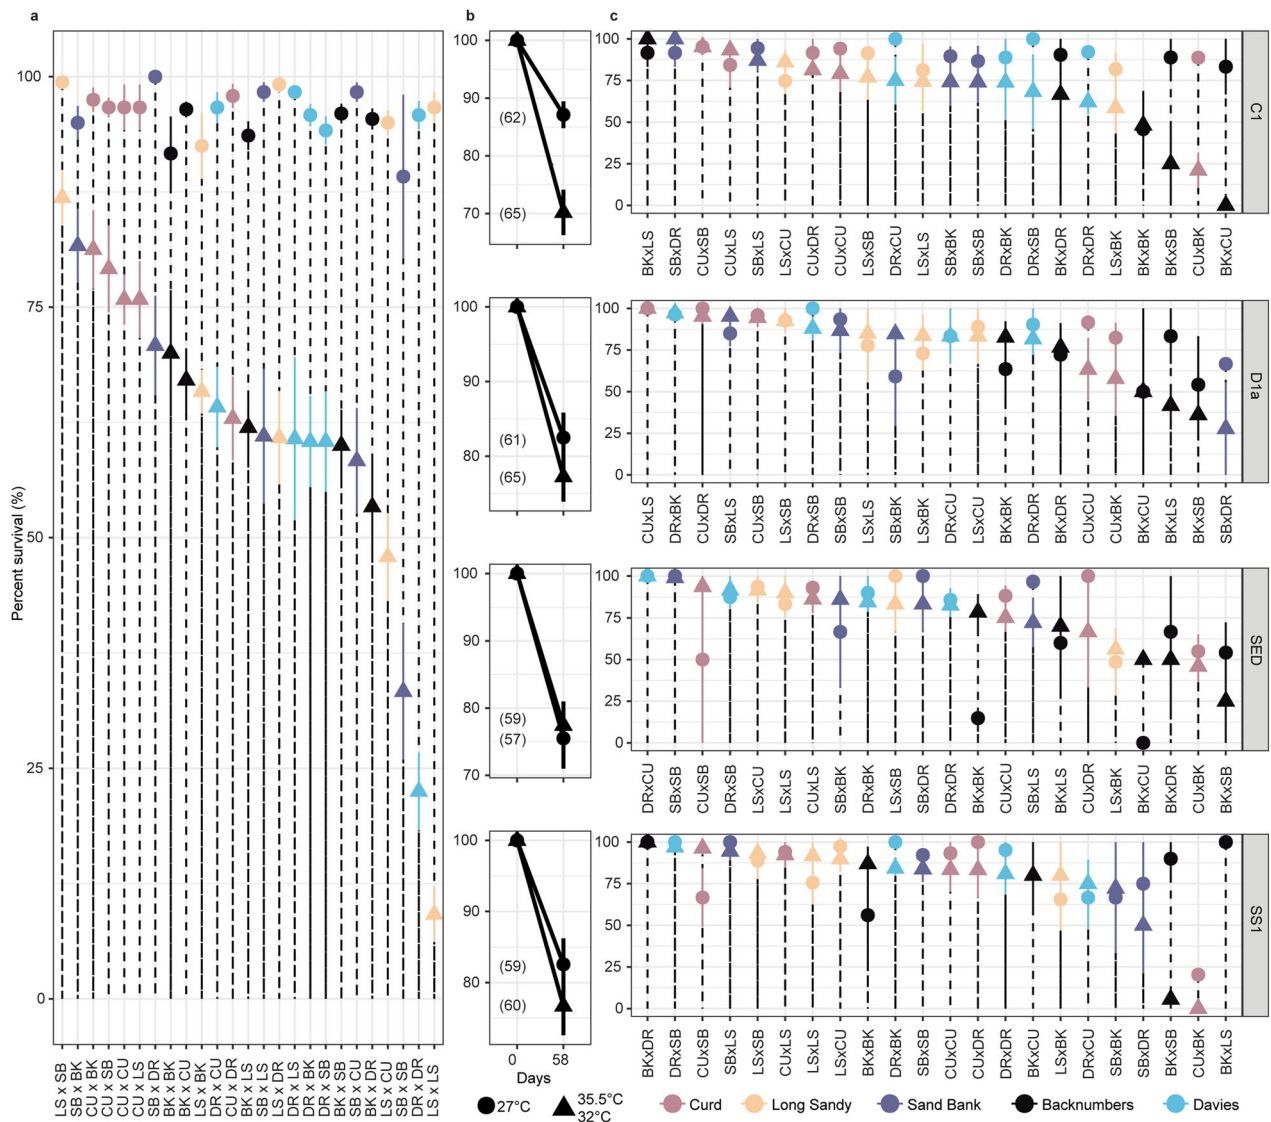 a
b
c
Percent survival (%)
100
75
50
25
0
LS x SB
SB x BK
CU x BK
CU x SB
CU x CU
CU x LS
SB x DR
BK x BK
BK x CU
LS x BK
DR x CU
CU x DR
BK x LS
SB x LS
LS x DR
DR x LS
DR x BK
DR x SB
BK x SB
SB x CU
BK x DR
LS x CU
SB x SB
DR x DR
LS x LS
100
90
80
70
(62)
(65)
100
90
80
(61)
(65)
100
90
80
70
(59)
(57)
100
90
80
(59)
(60)
0
58
Days
100
75
50
25
0
C1
BKxLS
SBxDR
CUxSB
CUxLS
SBxLS
LSxCU
CUxDR
CUxCU
LSxSB
DRxCU
LSxLS
SBxBK
SBxSB
DRxBK
DRxSB
BKxDR
DRxDR
LSxBK
BKxBK
BKxSB
CUxBK
BKxCU
100
75
50
25
0
D1a
CUxLS
DRxBK
CUxDR
SBxLS
CUxSB
LSxSB
DRxSB
SBxSB
LSxLS
SBxBK
LSxBK
DRxCU
LSxCU
BKxBK
DRxDR
BKxDR
CUxCU
CUxBK
BKxCU
BKxLS
BKxSB
SBxDR
100
75
50
25
0
SED
DRxCU
SBxSB
CUxSB
DRxSB
LSxCU
LSxLS
CUxLS
SBxBK
DRxBK
LSxSB
SBxDR
DRxDR
BKxBK
CUxCU
SBxLS
BKxLS
CUxDR
LSxBK
BKxCU
BKxDR
CUxBK
BKxSB
100
75
50
25
0
SS1
BKxDR
DRxSB
CUxSB
SBxLS
LSxSB
CUxLS
LSxLS
LSxCU
BKxBK
DRxBK
SBxSB
CUxCU
CUxDR
DRxDR
BKxCU
LSxBK
DRxCU
SBxBK
SBxDR
BKxSB
CUxBK
BKxLS
27°C
35.5°C
32°C
Curd
Long Sandy
Sand Bank
Backnumbers
Davies